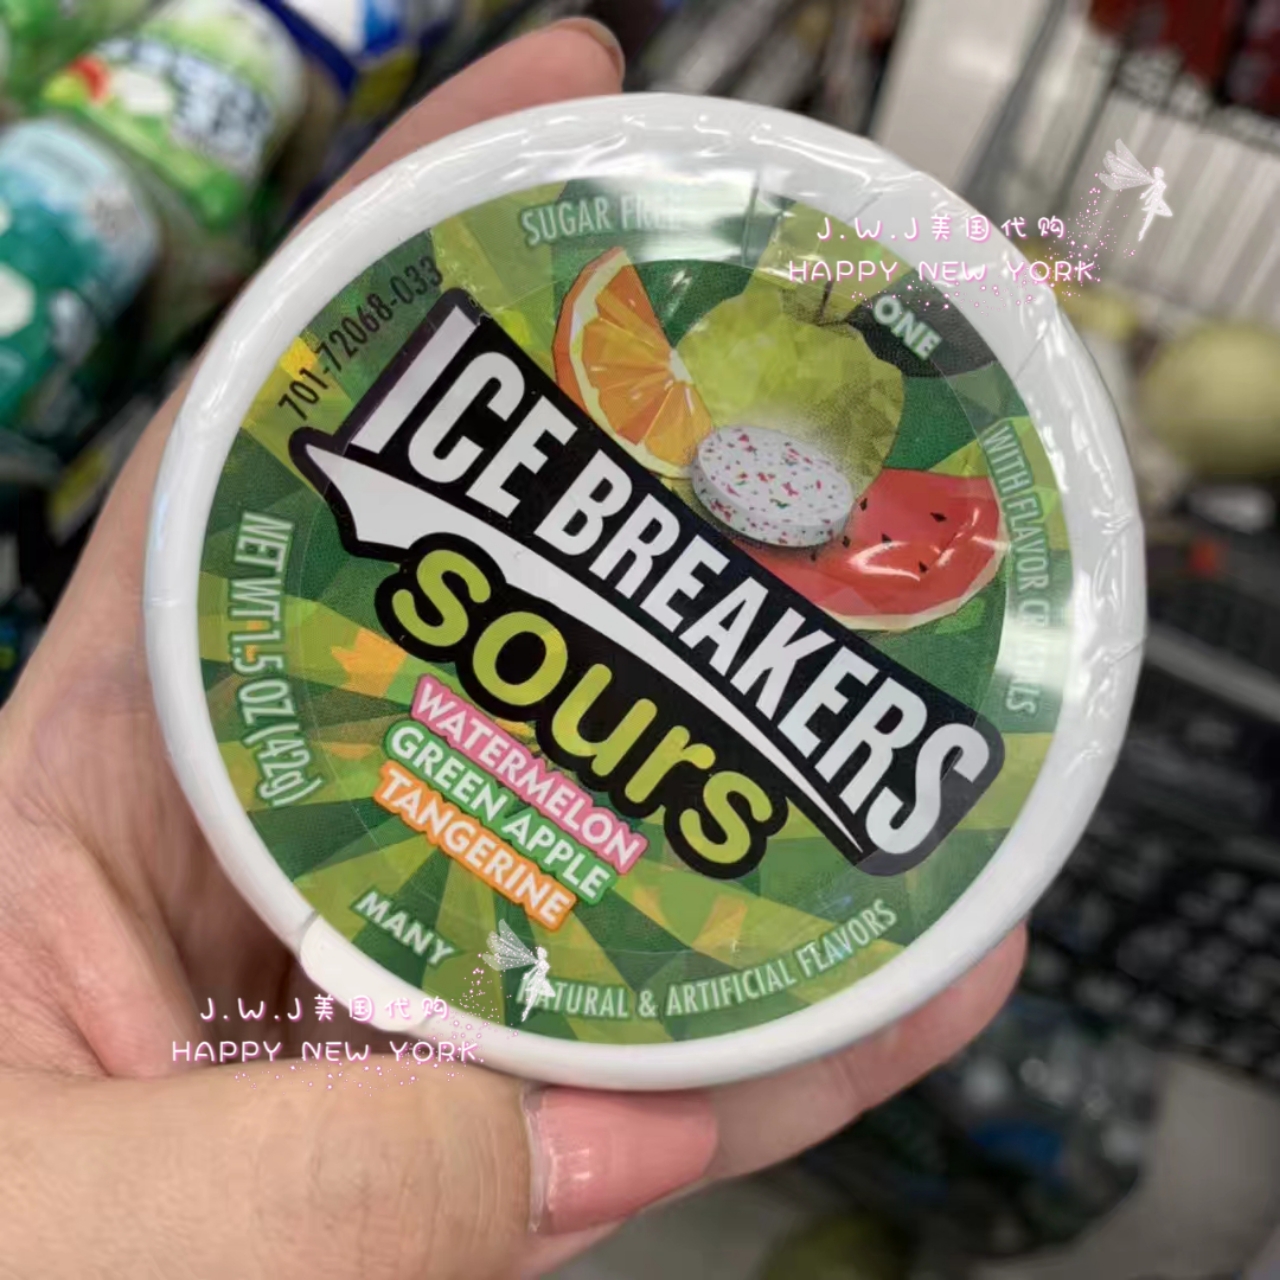 SUGAR FREE
701-72068-033
ONE
ICE BREAKERS
sours
WATERMELON
GREEN APPLE
TANGERINE
WITH FLAVOR CRYSTALS
NET WT 1.5 OZ (42g)
MANY
NATURAL & ARTIFICIAL FLAVORS
J.W.J美国代购
HAPPY NEW YORK
J.W.J美国代购
HAPPY NEW YORK